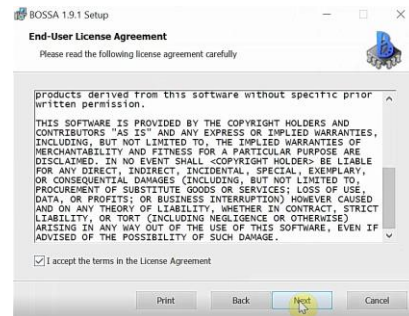 BOSSA 1.9.1 Setup
End-User License Agreement
Please read the following license agreement carefully
products derived from this software without specific prior
written permission.
THIS SOFTWARE IS PROVIDED BY THE COPYRIGHT HOLDERS AND
CONTRIBUTORS "AS IS" AND ANY EXPRESS OR IMPLIED WARRANTIES,
INCLUDING, BUT NOT LIMITED TO, THE IMPLIED WARRANTIES OF
MERCHANTABILITY AND FITNESS FOR A PARTICULAR PURPOSE ARE
DISCLAIMED. IN NO EVENT SHALL <COPYRIGHT HOLDER> BE LIABLE
FOR ANY DIRECT, INDIRECT, INCIDENTAL, SPECIAL, EXEMPLARY,
OR CONSEQUENTIAL DAMAGES (INCLUDING, BUT NOT LIMITED TO,
PROCUREMENT OF SUBSTITUTE GOODS OR SERVICES; LOSS OF USE,
DATA, OR PROFITS; OR BUSINESS INTERRUPTION) HOWEVER CAUSED
AND ON ANY THEORY OF LIABILITY, WHETHER IN CONTRACT, STRICT
LIABILITY, OR TORT (INCLUDING NEGLIGENCE OR OTHERWISE)
ARISING IN ANY WAY OUT OF THE USE OF THIS SOFTWARE, EVEN IF
ADVISED OF THE POSSIBILITY OF SUCH DAMAGE.
I accept the terms in the License Agreement
Print Back Next Cancel